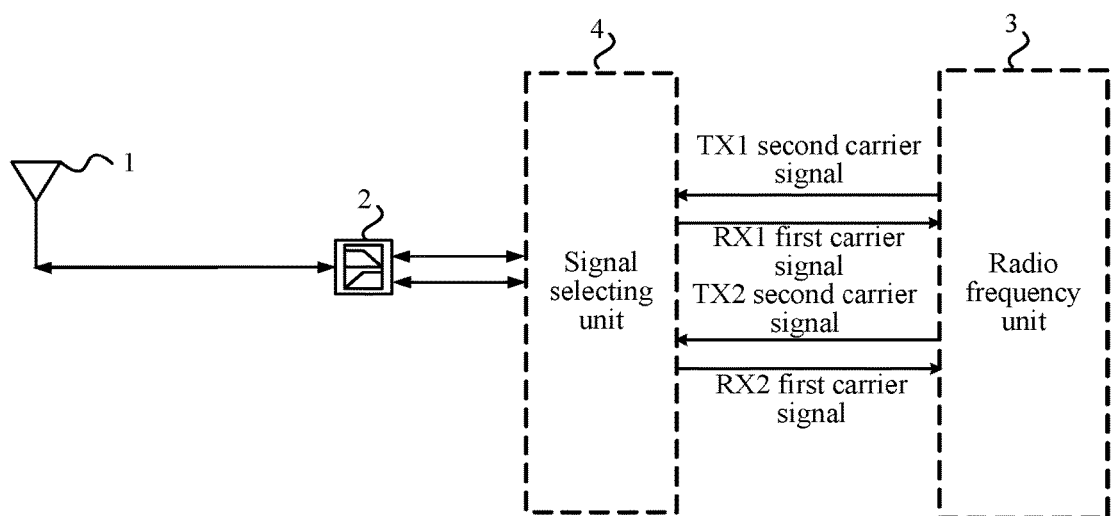 4
3
1
2
TX1 second carrier
signal
RX1 first carrier
signal
TX2 second carrier
signal
RX2 first carrier
signal
Signal
selecting
unit
Radio
frequency
unit